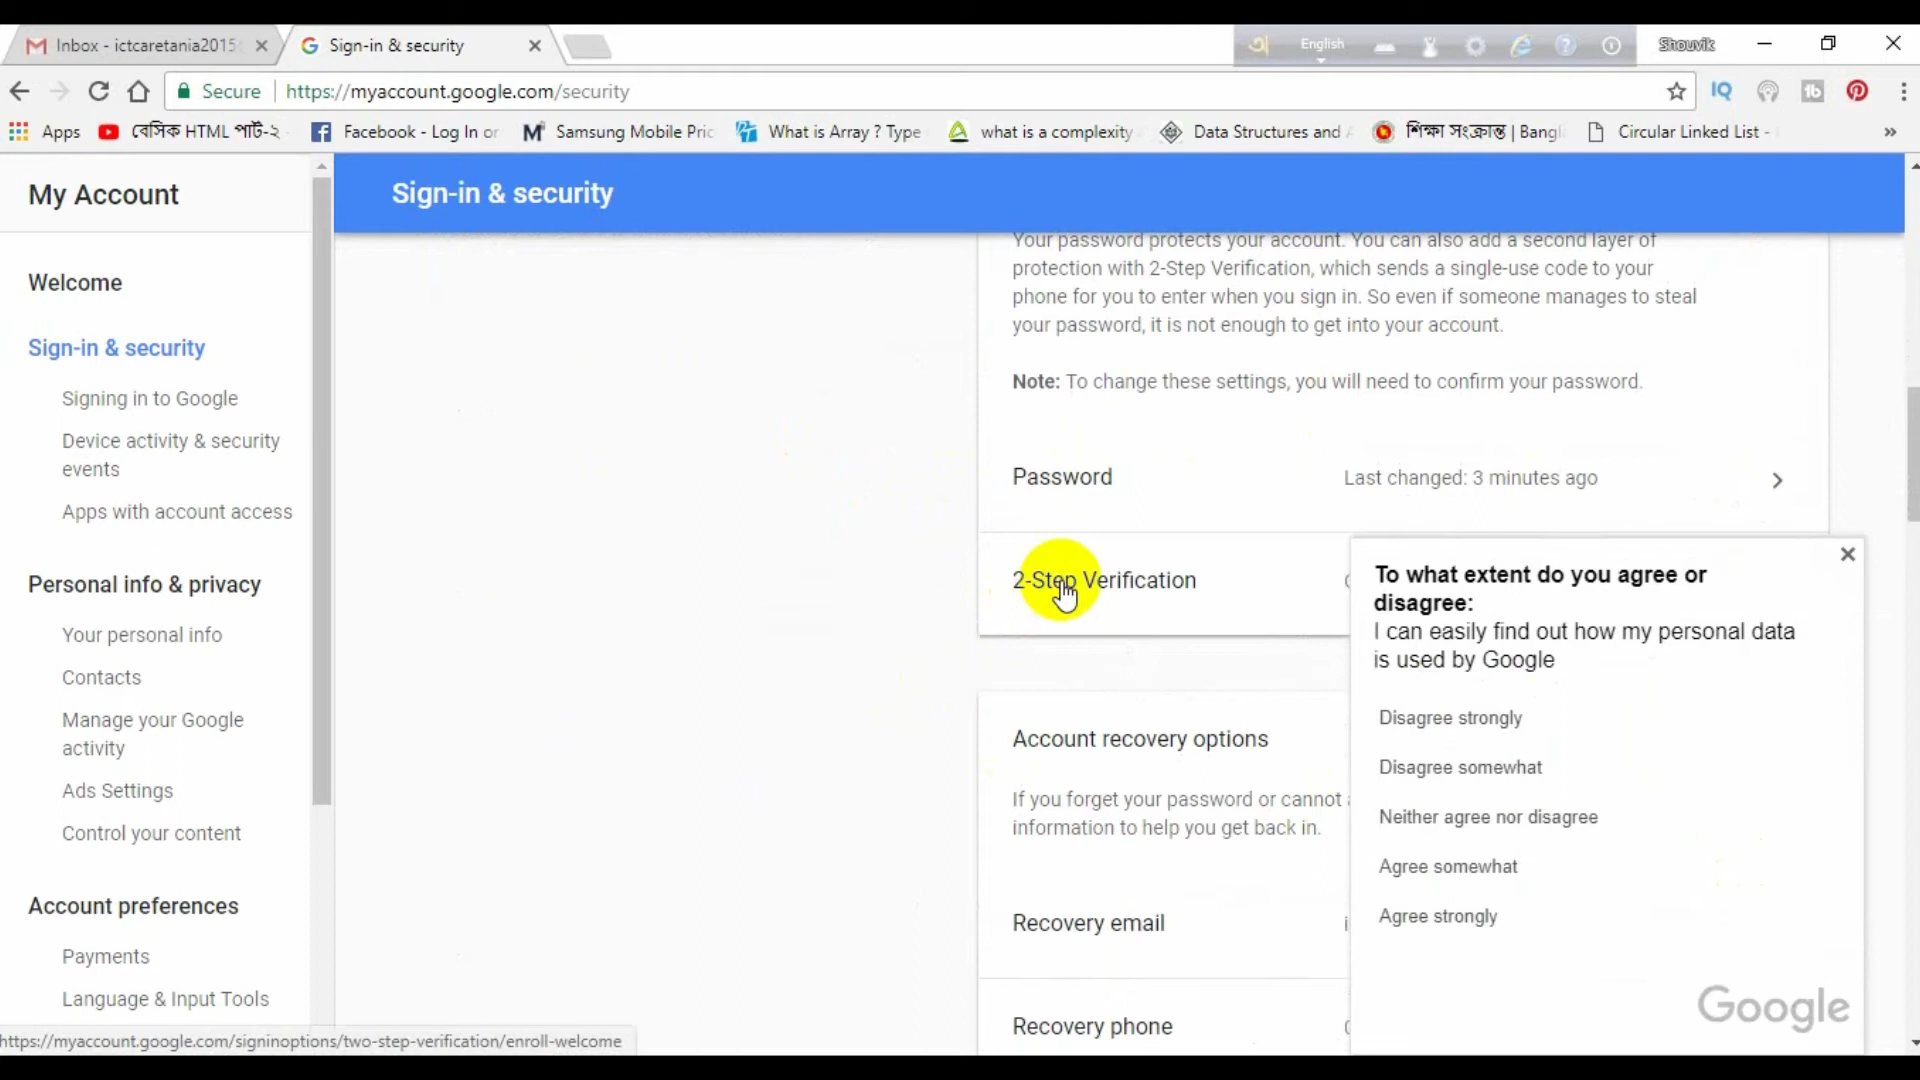 Inbox - ictcaretania2015
Sign-in & security
English
Shouvik
Secure
https://myaccount.google.com/security
IQ
Apps
বেসিক HTML পার্ট-২
Facebook - Log In or
Samsung Mobile Pric
What is Array ? Type
what is a complexity
Data Structures and
শিক্ষা সংক্রান্ত | Bangl
Circular Linked List -
»
My Account
Welcome
Sign-in & security
Signing in to Google
Device activity & security
events
Apps with account access
Personal info & privacy
Your personal info
Contacts
Manage your Google
activity
Ads Settings
Control your content
Account preferences
Payments
Language & Input Tools
https://myaccount.google.com/signinoptions/two-step-verification/enroll-welcome
Sign-in & security
Your password protects your account. You can also add a second layer of
protection with 2-Step Verification, which sends a single-use code to your
phone for you to enter when you sign in. So even if someone manages to steal
your password, it is not enough to get into your account.
Note: To change these settings, you will need to confirm your password.
Password
Last changed: 3 minutes ago
2-Step Verification
Account recovery options
If you forget your password or cannot
information to help you get back in.
Recovery email
Recovery phone
To what extent do you agree or
disagree:
I can easily find out how my personal data
is used by Google
Disagree strongly
Disagree somewhat
Neither agree nor disagree
Agree somewhat
Agree strongly
Google